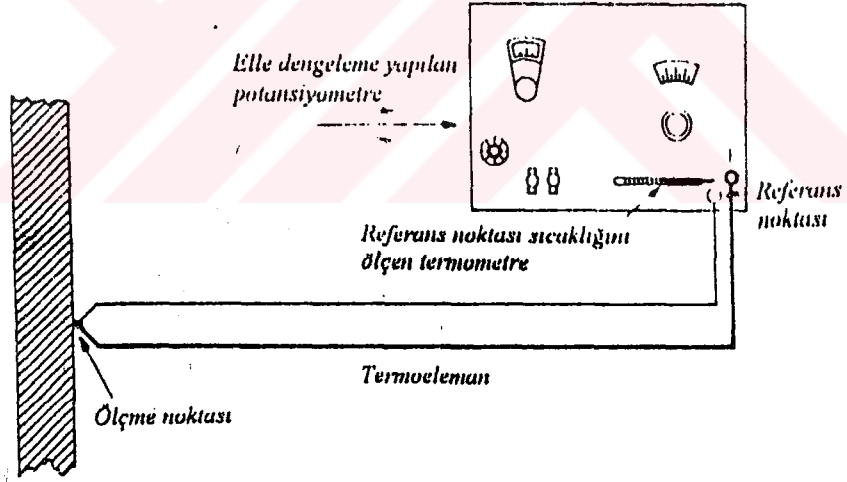 Elle dengeleme yapılan
potansiyometre
Referans
noktası
Referans noktası sıcaklığını
ölçen termometre
Termoeleman
Ölçme noktası